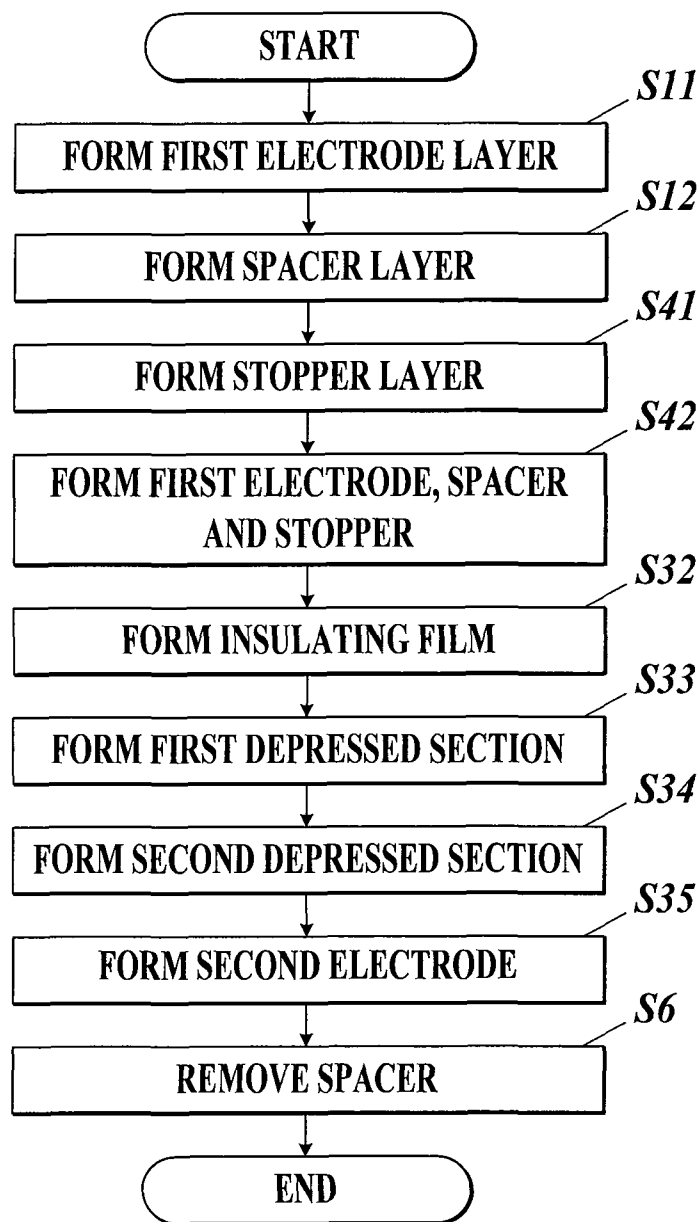 START
S11
FORM FIRST ELECTRODE LAYER
S12
FORM SPACER LAYER
S41
FORM STOPPER LAYER
S42
FORM FIRST ELECTRODE, SPACER
AND STOPPER
S32
FORM INSULATING FILM
S33
FORM FIRST DEPRESSED SECTION
S34
FORM SECOND DEPRESSED SECTION
S35
FORM SECOND ELECTRODE
S6
REMOVE SPACER
END